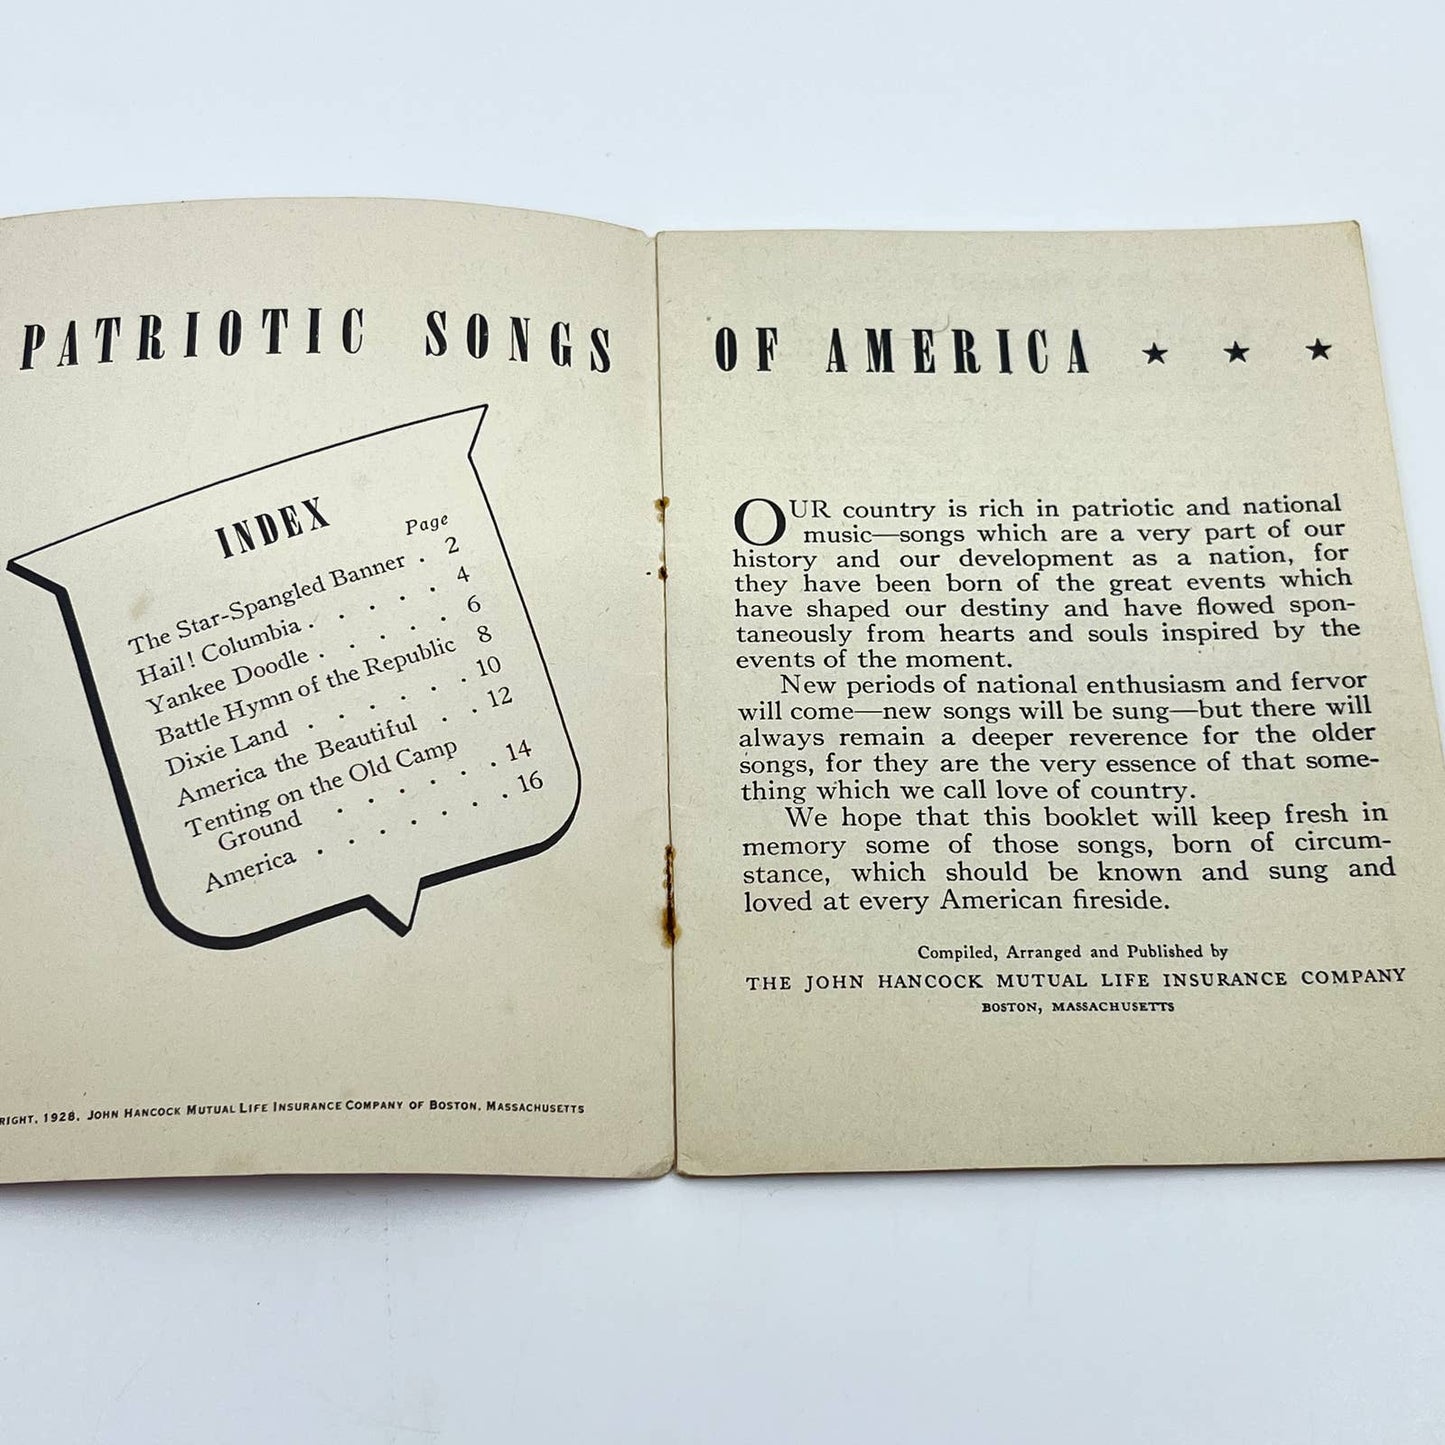 PATRIOTIC SONGS OF AMERICA ★ ★ ★
INDEX
Page
The Star-Spangled Banner . 2
Hail! Columbia . . . . . 4
Yankee Doodle . . . . . 6
Battle Hymn of the Republic 8
Dixie Land . . . . . . 10
America the Beautiful . . 12
Tenting on the Old Camp
Ground . . . . . . 14
America . . . . . . . 16
RIGHT, 1928, JOHN HANCOCK MUTUAL LIFE INSURANCE COMPANY OF BOSTON, MASSACHUSETTS
OUR country is rich in patriotic and national
music—songs which are a very part of our
history and our development as a nation, for
they have been born of the great events which
have shaped our destiny and have flowed spon-
taneously from hearts and souls inspired by the
events of the moment.
New periods of national enthusiasm and fervor
will come—new songs will be sung—but there will
always remain a deeper reverence for the older
songs, for they are the very essence of that some-
thing which we call love of country.
We hope that this booklet will keep fresh in
memory some of those songs, born of circum-
stance, which should be known and sung and
loved at every American fireside.
Compiled, Arranged and Published by
THE JOHN HANCOCK MUTUAL LIFE INSURANCE COMPANY
BOSTON, MASSACHUSETTS